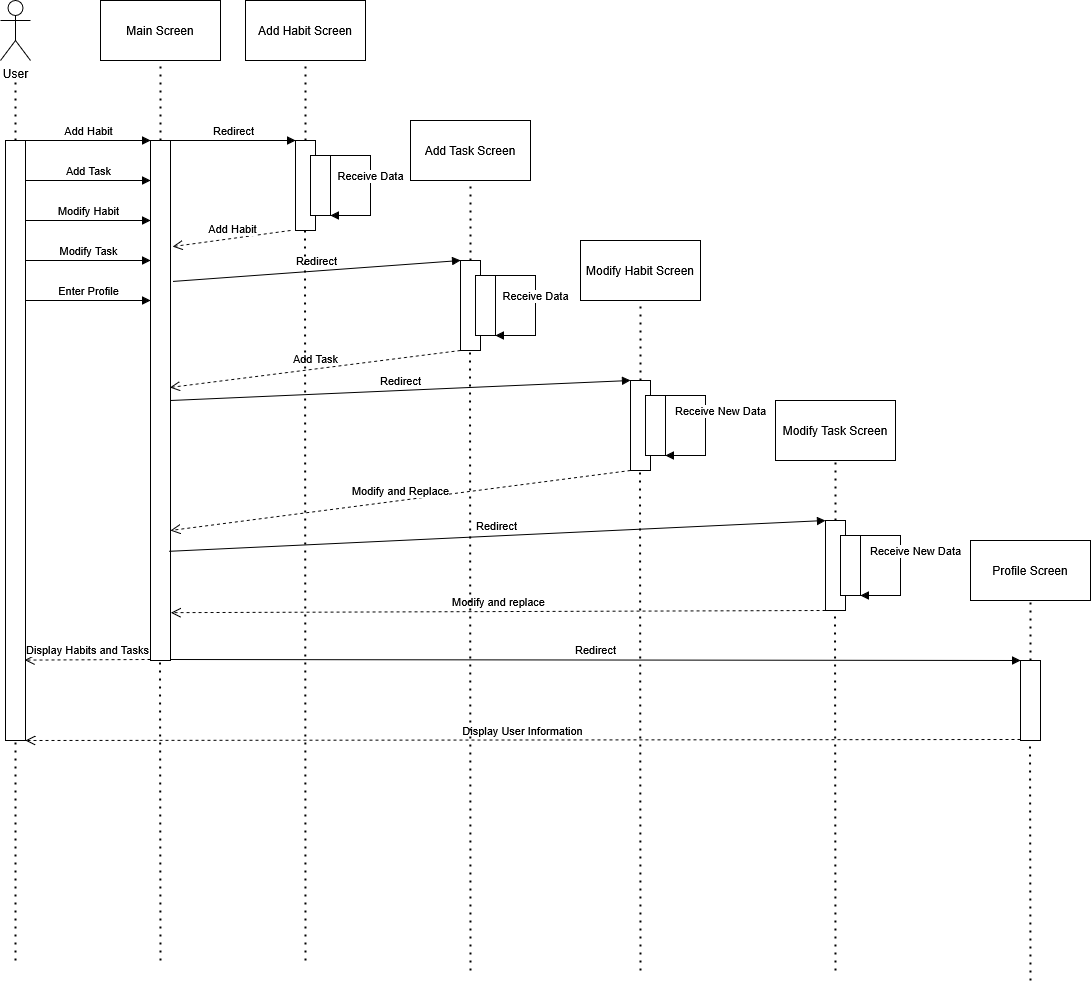 User
Main Screen
Add Habit Screen
Add Habit
Redirect
Add Task Screen
Add Task
Receive Data
Modify Habit
Add Habit
Modify Task
Redirect
Modify Habit Screen
Enter Profile
Receive Data
Add Task
Redirect
Receive New Data
Modify Task Screen
Modify and Replace
Redirect
Receive New Data
Profile Screen
Modify and replace
Display Habits and Tasks
Redirect
Display User Information